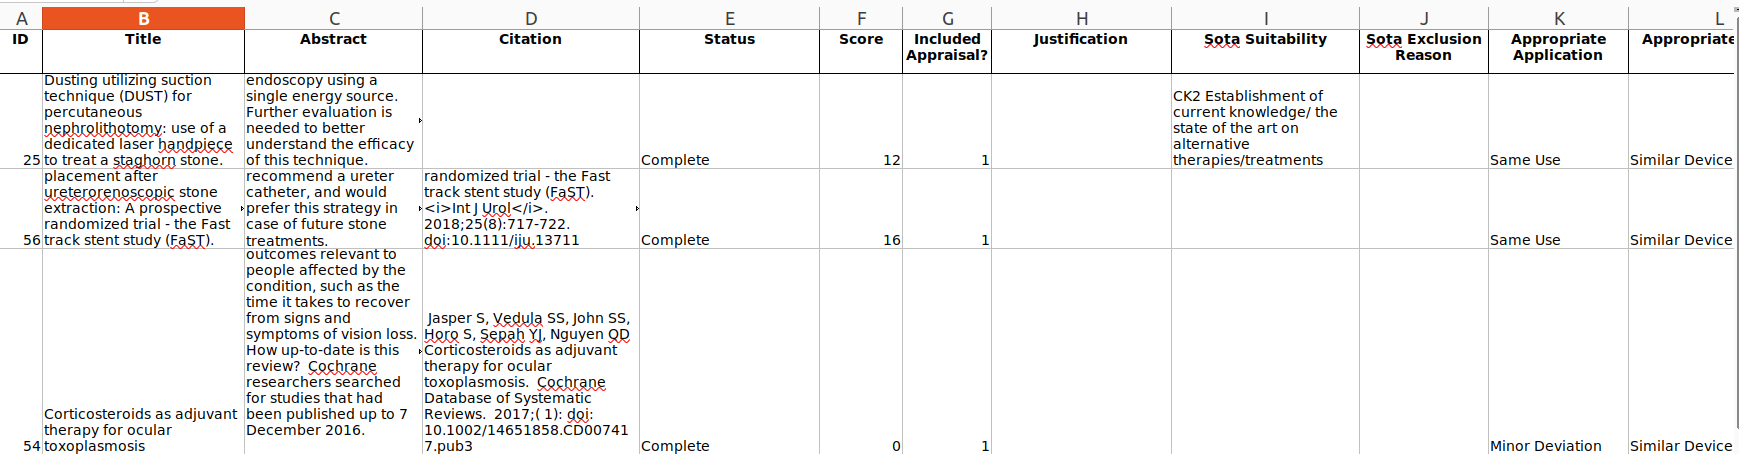 A B C D E F G H I J K L
ID Title Abstract Citation Status Score Included Appraisal? Justification Sota Suitability Sota Exclusion Reason Appropriate Application Appropriate
Dusting utilizing suction
technique (DUST) for
percutaneous
nephrolithotomy: use of a
dedicated laser handpiece
to treat a staghorn stone.
endoscopy using a
single energy source.
Further evaluation is
needed to better
understand the efficacy
of this technique.
CK2 Establishment of
current knowledge/ the
state of the art on
alternative
therapies/treatments
25 Complete 12 1 Same Use Similar Device
placement after
ureterorenoscopic stone
extraction: A prospective
randomized trial - the Fast
track stent study (FaST).
recommend a ureter
catheter, and would
prefer this strategy in
case of future stone
treatments.
randomized trial - the Fast
track stent study (FaST).
<i>Int J Urol</i>.
2018;25(8):717-722.
doi:10.1111/iju.13711
56 Complete 16 1 Same Use Similar Device
Corticosteroids as adjuvant
therapy for ocular
toxoplasmosis
outcomes relevant to
people affected by the
condition, such as the
time it takes to recover
from signs and
symptoms of vision loss.
How up-to-date is this
review?  Cochrane
researchers searched
for studies that had
been published up to 7
December 2016.
Jasper S, Vedula SS, John SS,
Horo S, Sepah YJ, Nguyen QD
Corticosteroids as adjuvant
therapy for ocular
toxoplasmosis.  Cochrane
Database of Systematic
Reviews.  2017;( 1): doi:
10.1002/14651858.CD00741
7.pub3
54 Complete 0 1 Minor Deviation Similar Device